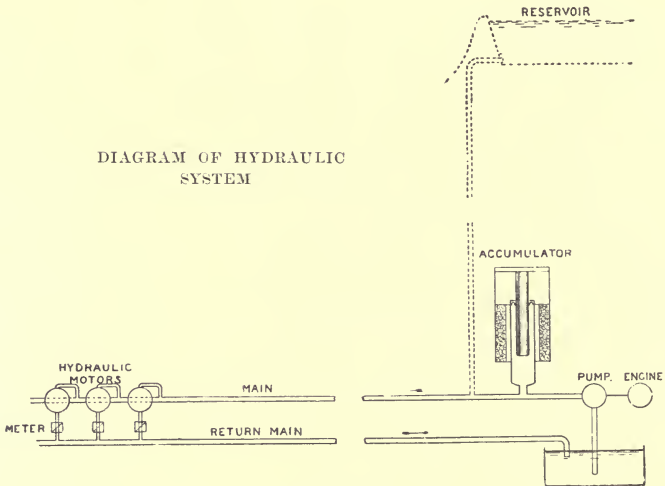 RESERVOIR
DIAGRAM OF HYDRAULIC
SYSTEM
ACCUMULATOR
HYDRAULIC
MOTORS
MAIN
PUMP. ENGINE
METER
RETURN MAIN